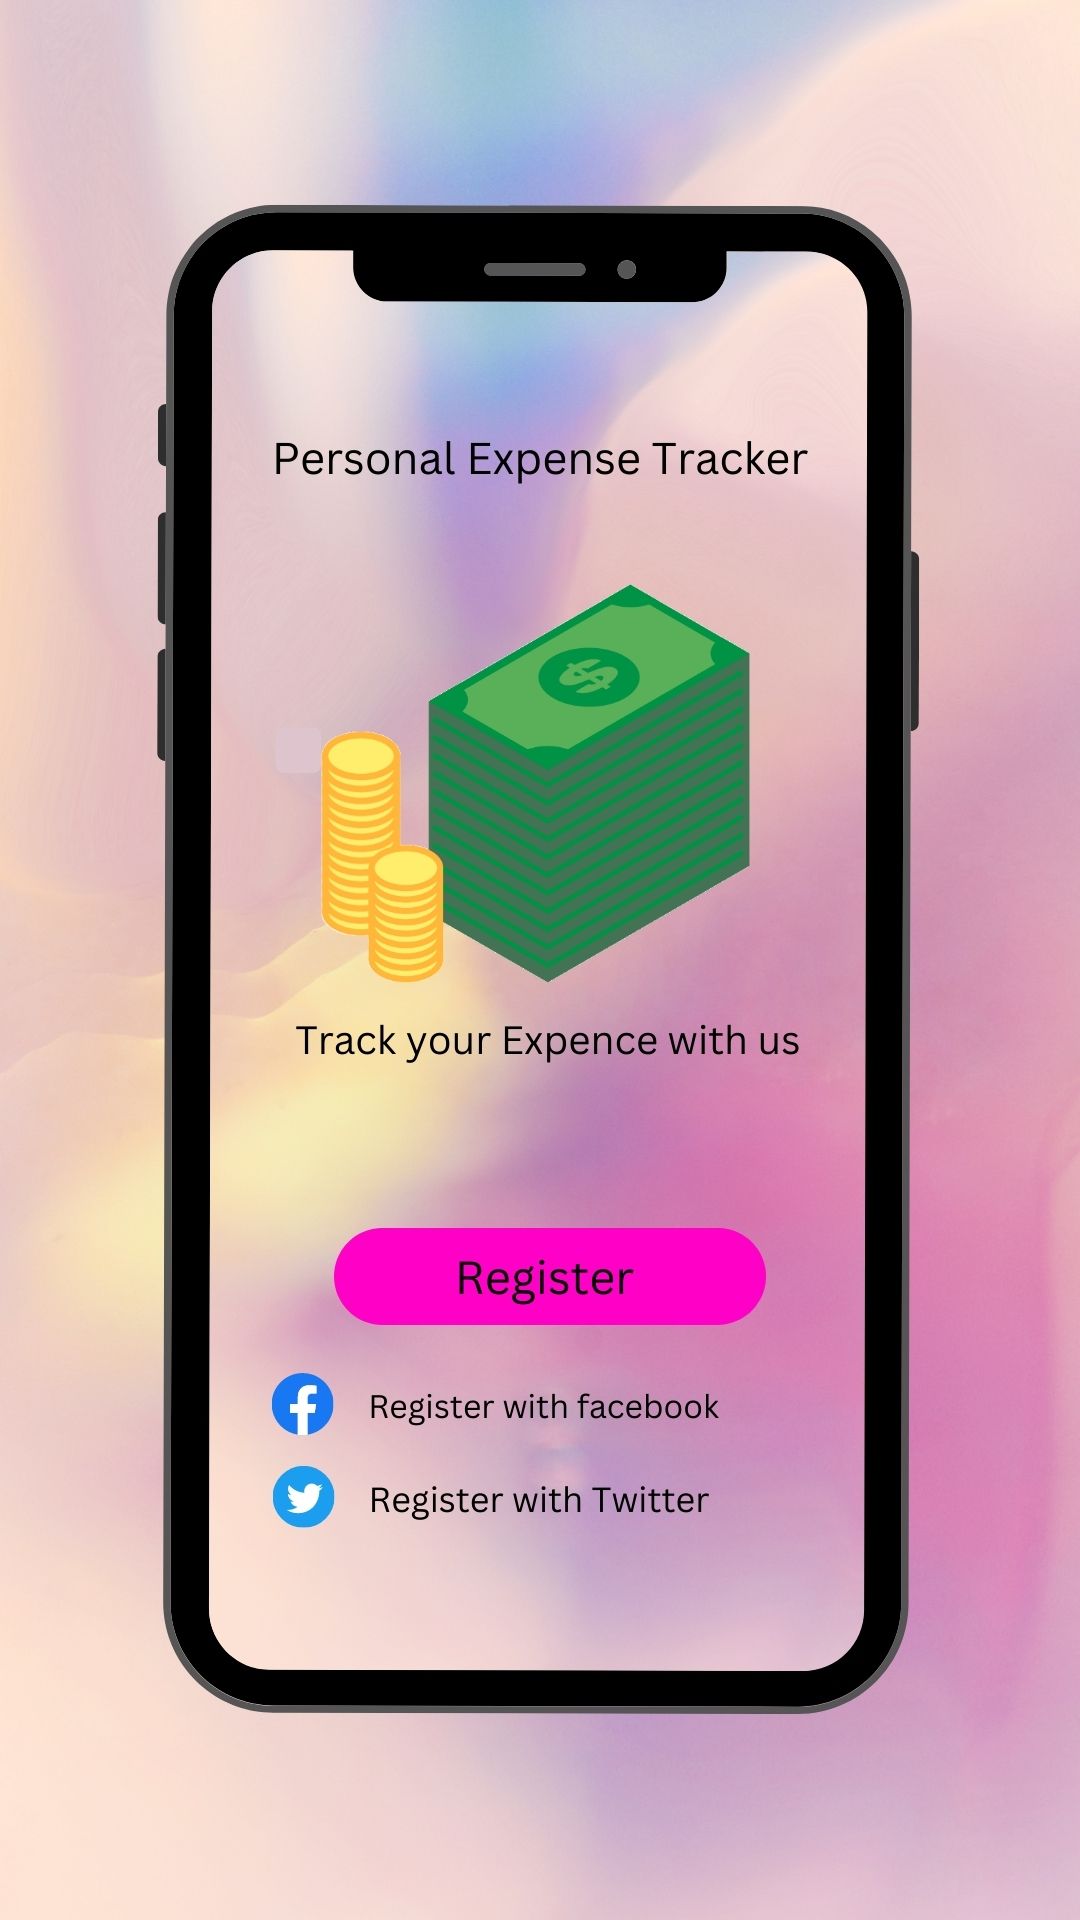 Personal Expense Tracker
$
Track your Expence with us
Register
Register with facebook
Register with Twitter